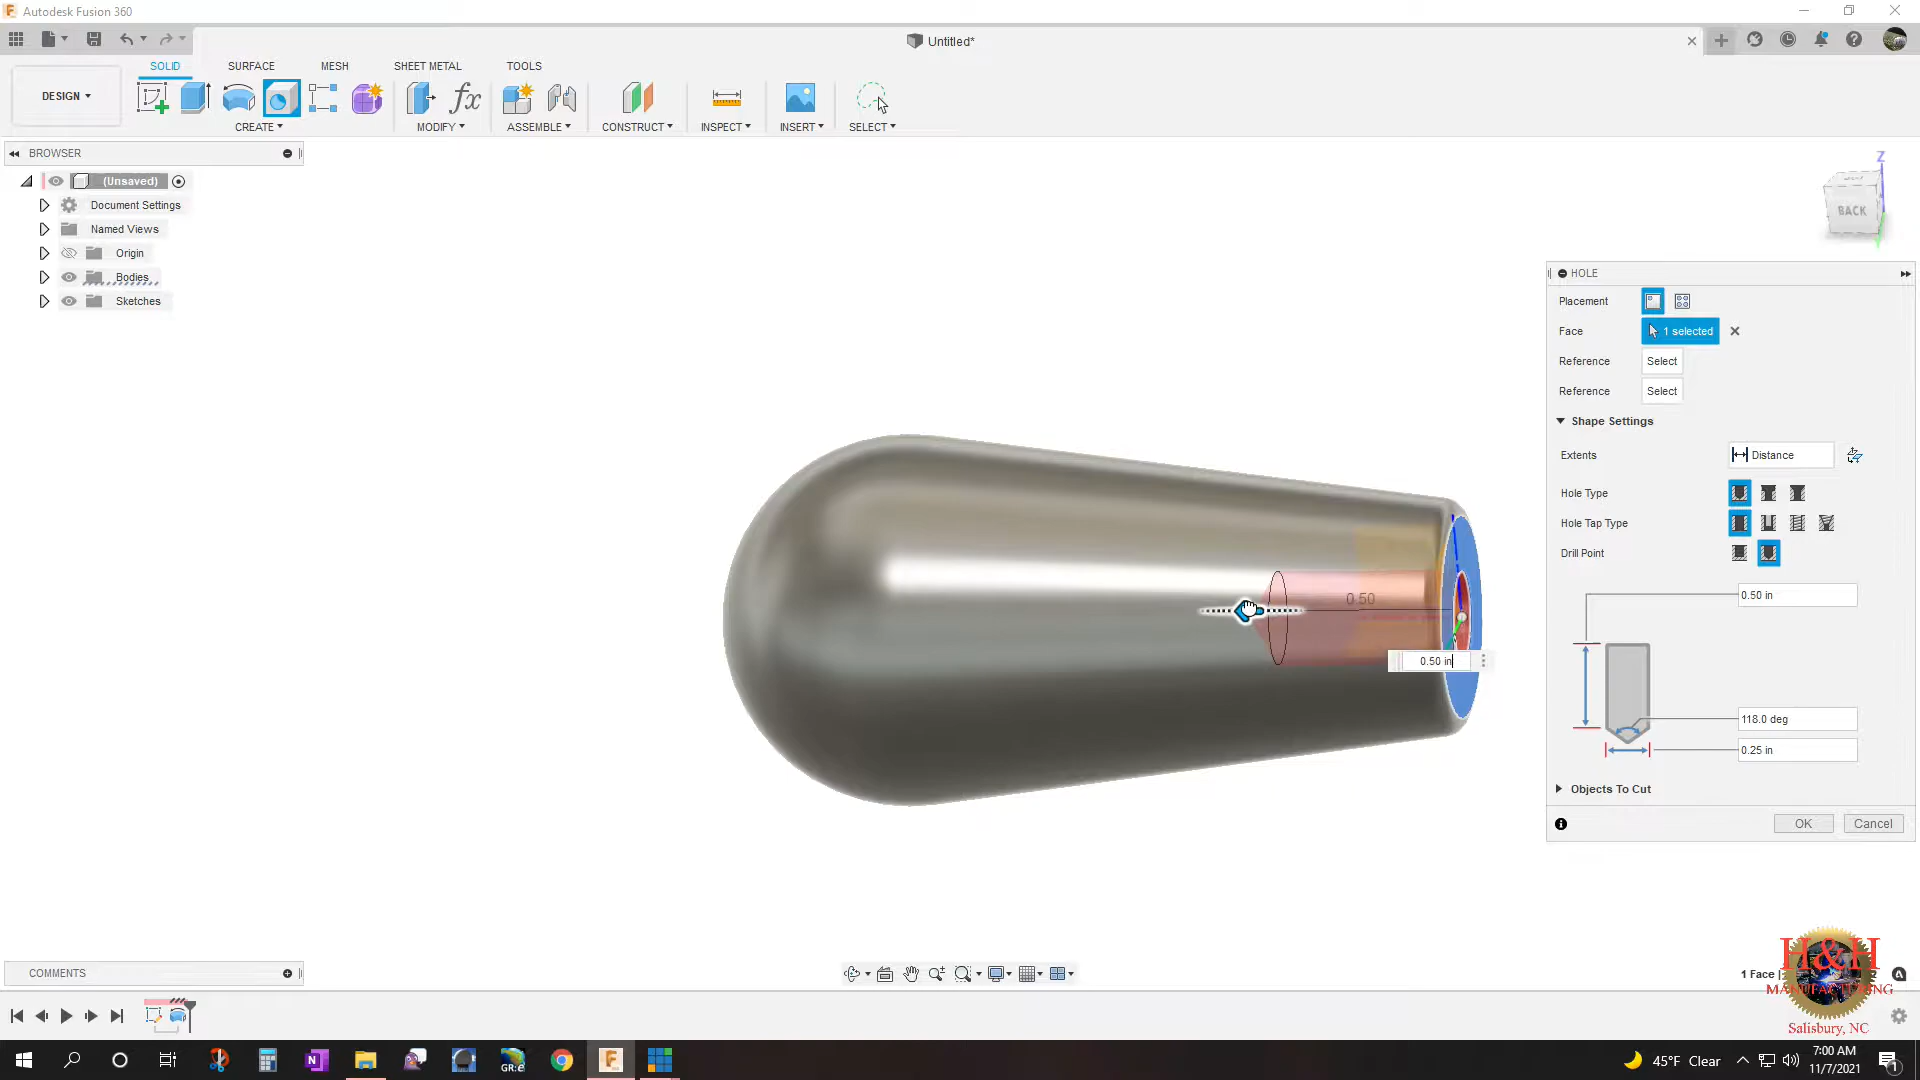 Autodesk Fusion 360
Untitled*
DESIGN
SOLID
SURFACE
MESH
SHEET METAL
TOOLS
CREATE
MODIFY
ASSEMBLE
CONSTRUCT
INSPECT
INSERT
SELECT
BROWSER
(Unsaved)
Document Settings
Named Views
Origin
Bodies
Sketches
Z
BACK
HOLE
Placement
Face
1 selected
Reference
Select
Reference
Select
Shape Settings
Extents
Distance
Hole Type
Hole Tap Type
Drill Point
0.50 in
118.0 deg
0.25 in
Objects To Cut
OK
Cancel
0.50
0.50 in
COMMENTS
1 Face |
H&H
MANUFACTURING
Salisbury, NC
45°F Clear
7:00 AM
11/7/2021